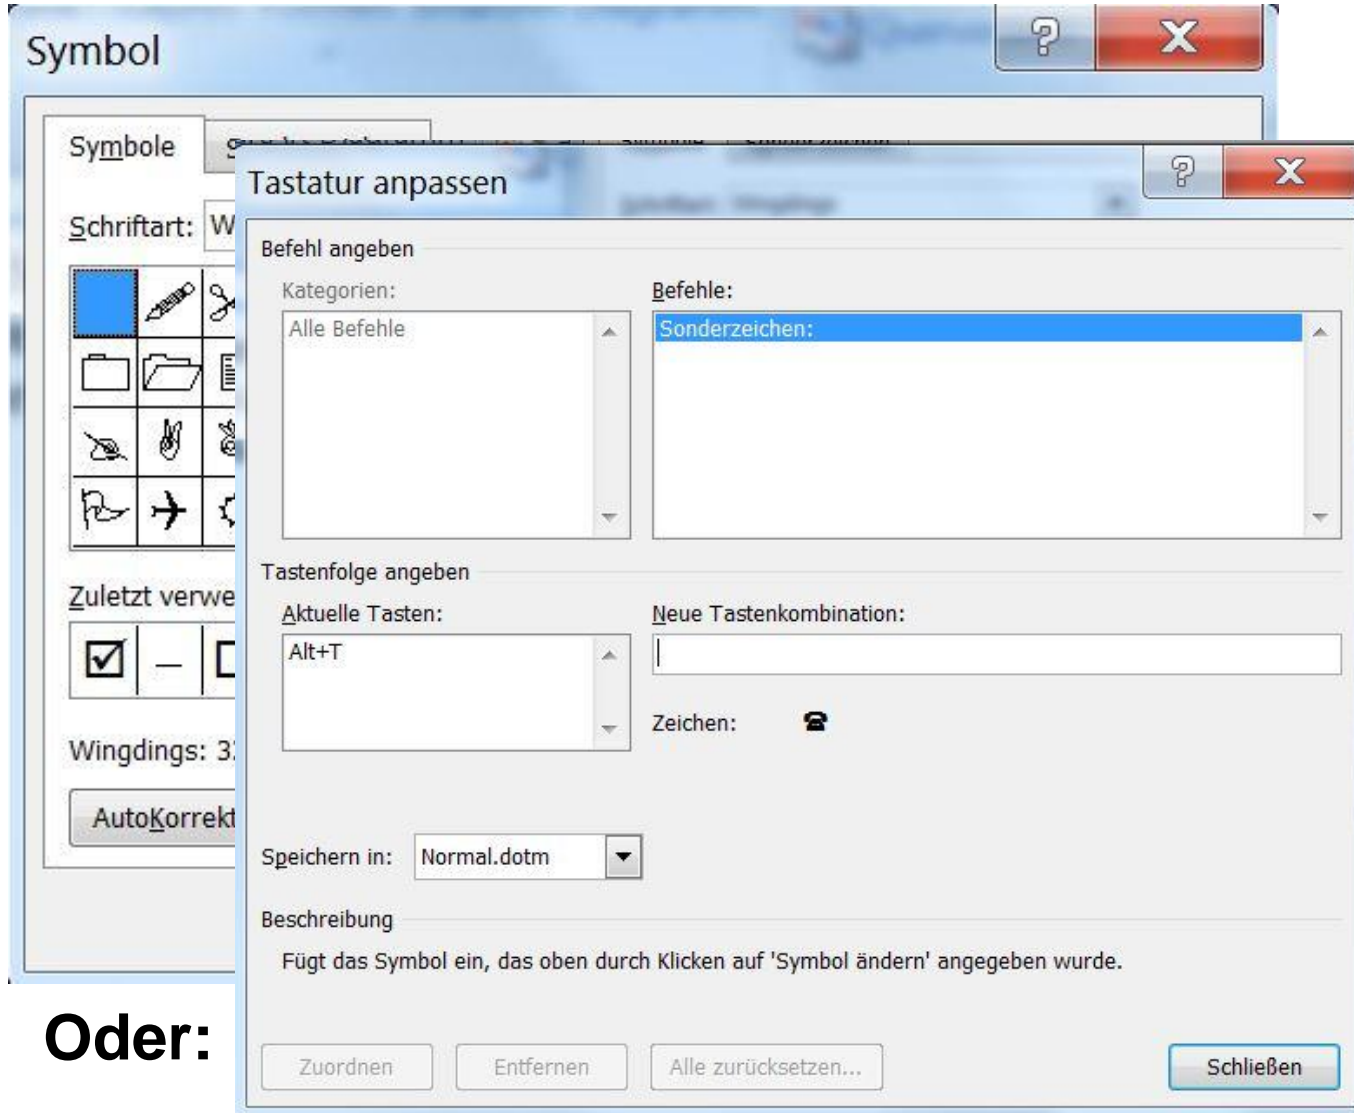 Symbol
Symbole
Schriftart: W
Zuletzt verwe
Wingdings: 3
AutoKorrekt
Tastatur anpassen
Befehl angeben
Kategorien:
Befehle:
Alle Befehle
Sonderzeichen:
Tastenfolge angeben
Aktuelle Tasten:
Neue Tastenkombination:
Alt+T
Zeichen: ☎
Speichern in: Normal.dotm
Beschreibung
Fügt das Symbol ein, das oben durch Klicken auf 'Symbol ändern' angegeben wurde.
Zuordnen
Entfernen
Alle zurücksetzen...
Schließen
Oder: